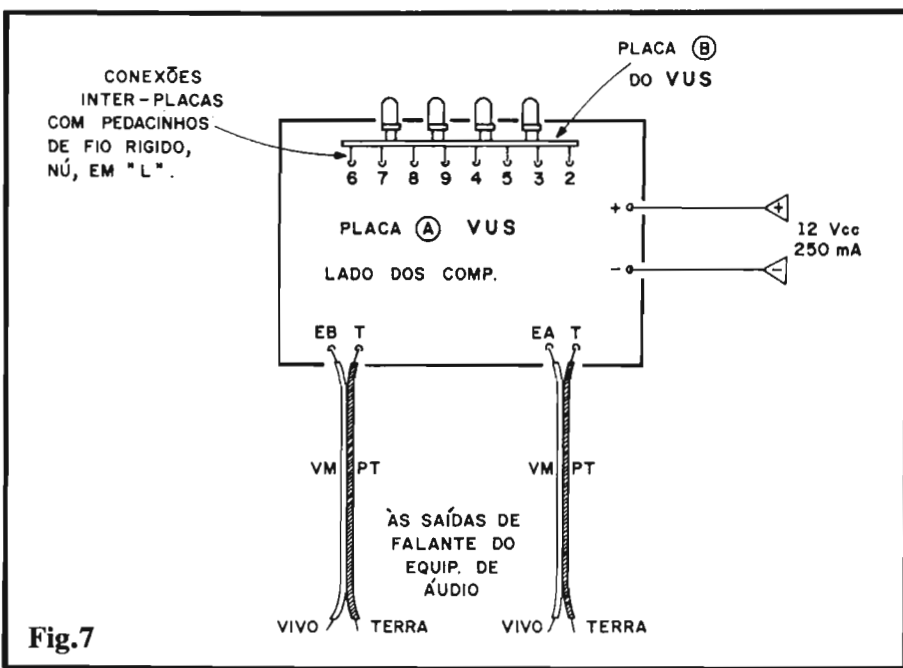 PLACA B
DO VUS
CONEXÕES
INTER-PLACAS
COM PEDACINHOS
DE FIO RIGIDO,
NÚ, EM "L".
6 7 8 9 4 5 3 2
PLACA A VUS
LADO DOS COMP.
+ +
12 Vcc
250 mA
- -
EB T EA T
VM PT VM PT
ÀS SAÍDAS DE
FALANTE DO
EQUIP. DE
ÁUDIO
VIVO TERRA VIVO TERRA
Fig.7